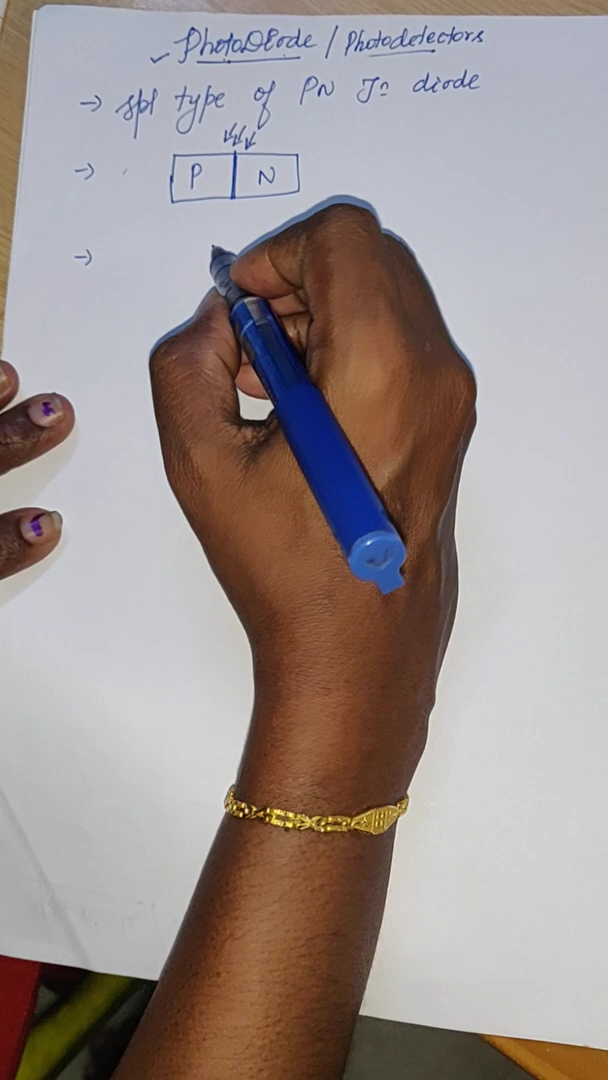 ✓ PhotoDiode / Photodetectors
→ Spl type of PN Jn diode
→ P N
→